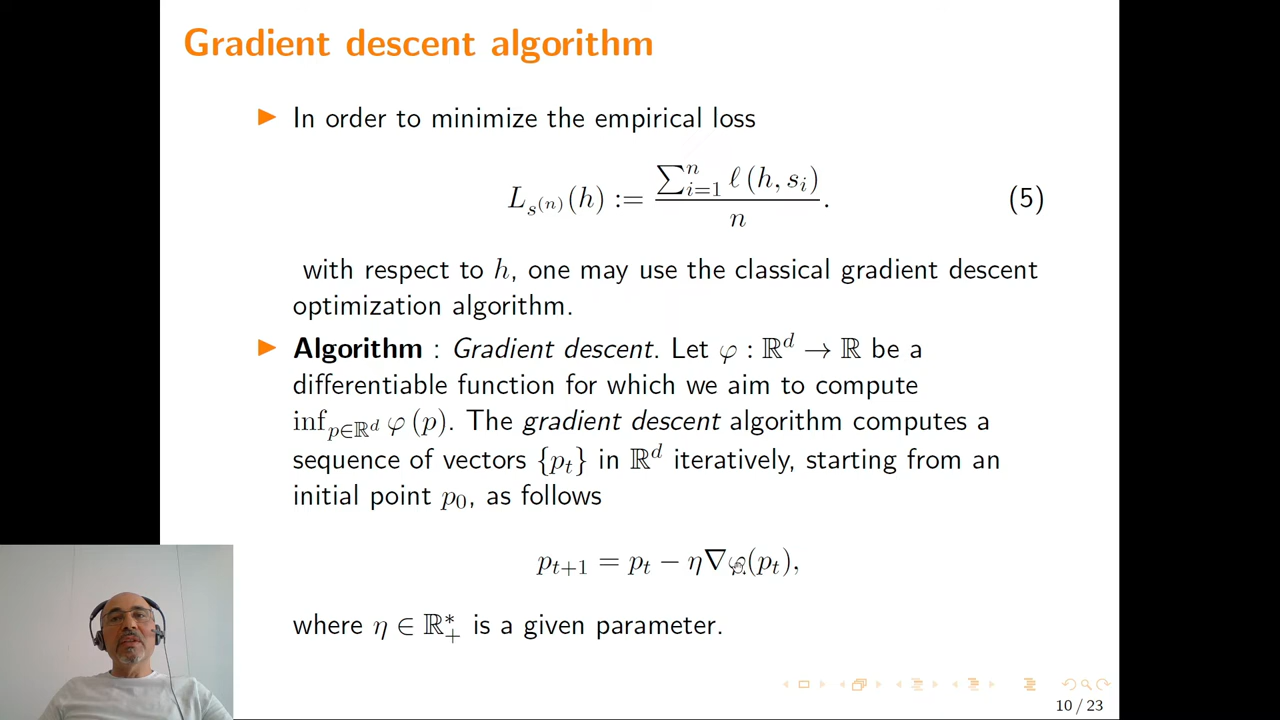 Gradient descent algorithm
▶ In order to minimize the empirical loss
L_{s^{(n)}}(h) := \frac{\sum_{i=1}^{n} ℓ(h, s_i)}{n}. (5)
with respect to h, one may use the classical gradient descent
optimization algorithm.
▶ Algorithm : Gradient descent. Let φ : ℝ^d → ℝ be a
differentiable function for which we aim to compute
inf_{p∈ℝ^d} φ(p). The gradient descent algorithm computes a
sequence of vectors {p_t} in ℝ^d iteratively, starting from an
initial point p_0, as follows
p_{t+1} = p_t − η∇φ(p_t),
where η ∈ ℝ_+^* is a given parameter.
10 / 23